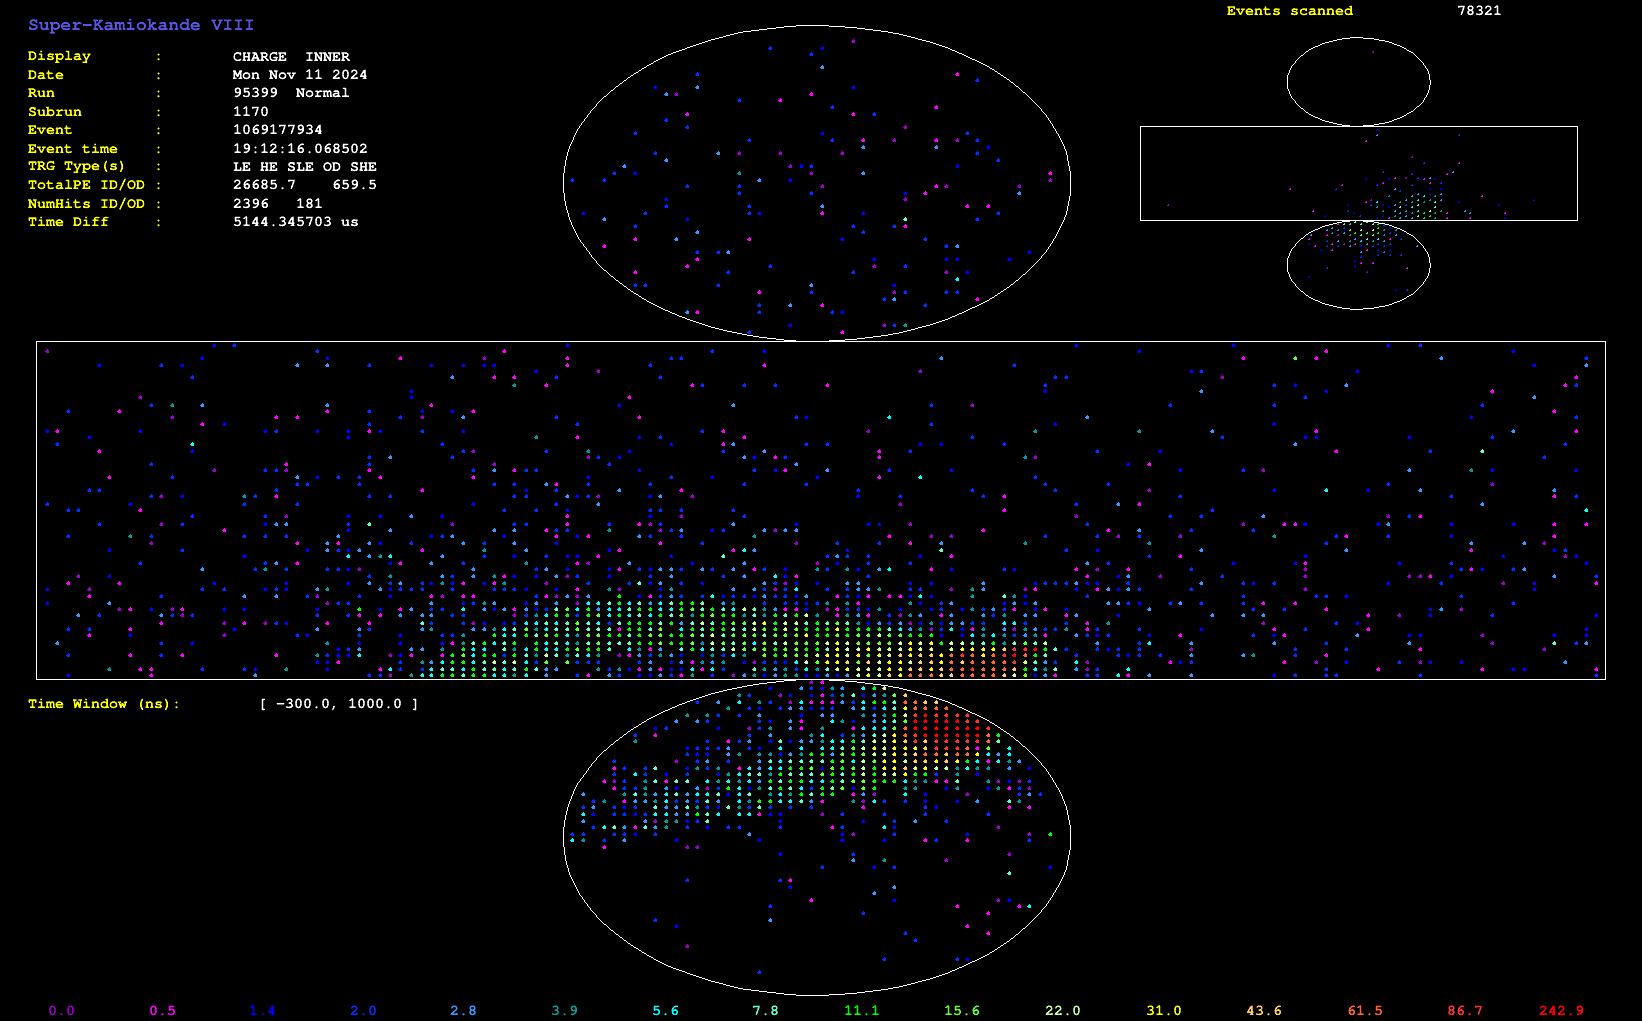 Super-Kamiokande VIII
Events scanned 78321
Display : CHARGE INNER
Date : Mon Nov 11 2024
Run : 95399 Normal
Subrun : 1170
Event : 1069177934
Event time : 19:12:16.068502
TRG Type(s) : LE HE SLE OD SHE
TotalPE ID/OD : 26685.7 659.5
NumHits ID/OD : 2396 181
Time Diff : 5144.345703 us
Time Window (ns): [ -300.0, 1000.0 ]
0.0 0.5 1.4 2.0 2.8 3.9 5.6 7.8 11.1 15.6 22.0 31.0 43.6 61.5 86.7 242.9